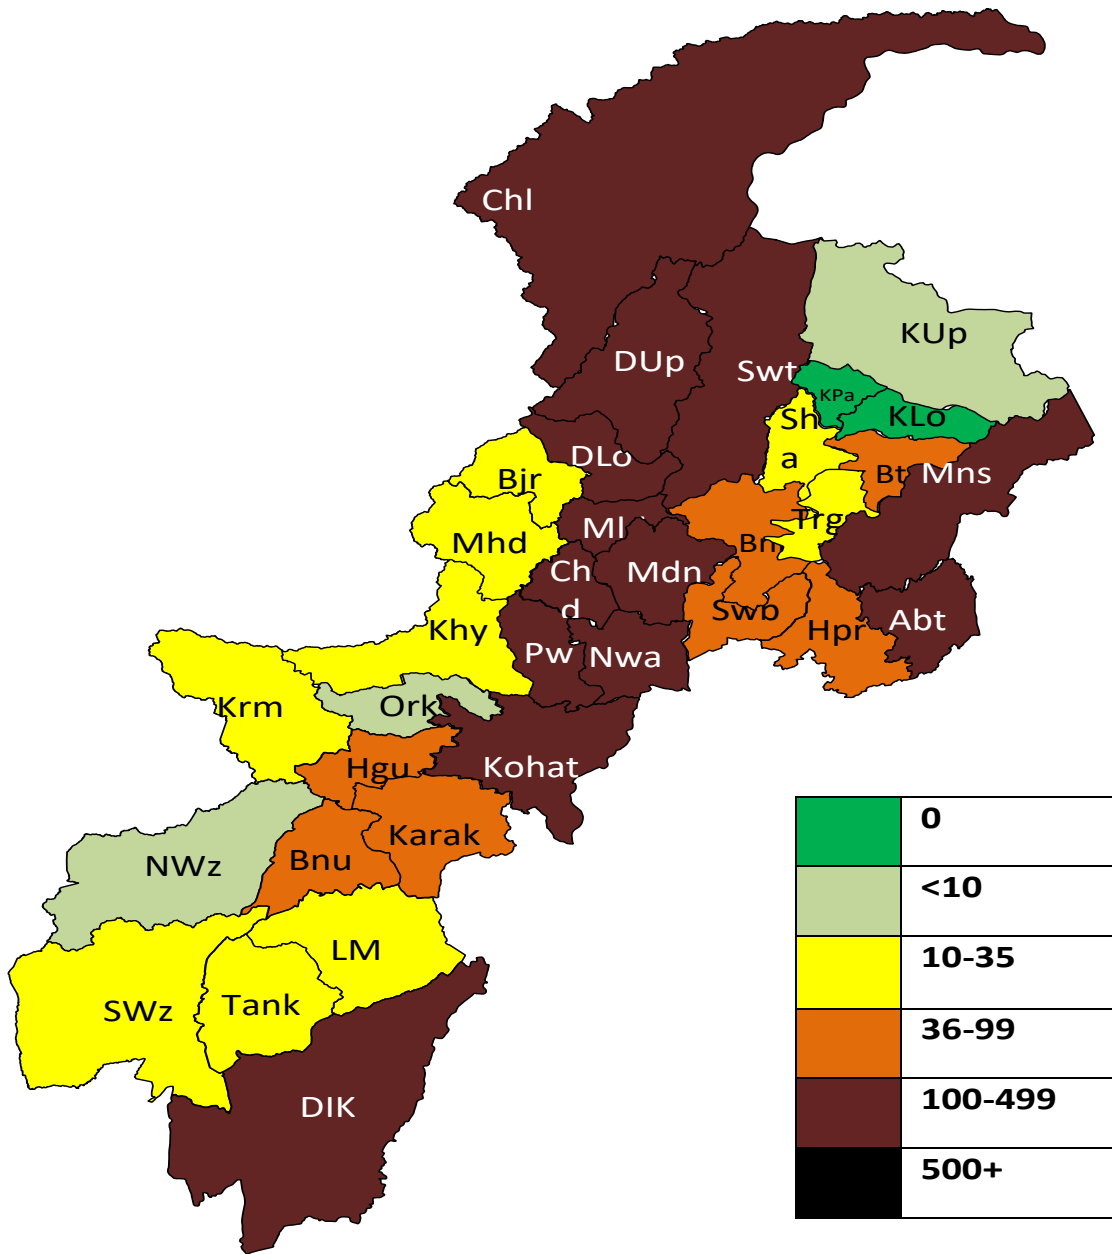 Chl
KUp
DUp
Swt
KPa
KLo
Sh
a
DLo
Bjr
Bt
Mns
Ml
Trg
Mhd
Bn
Ch
d
Mdn
Swb
Khy
Hpr
Abt
Pw
Nwa
Krm
Ork
Hgu
Kohat
Karak
NWz
Bnu
LM
SWz
Tank
DIK
0
<10
10-35
36-99
100-499
500+